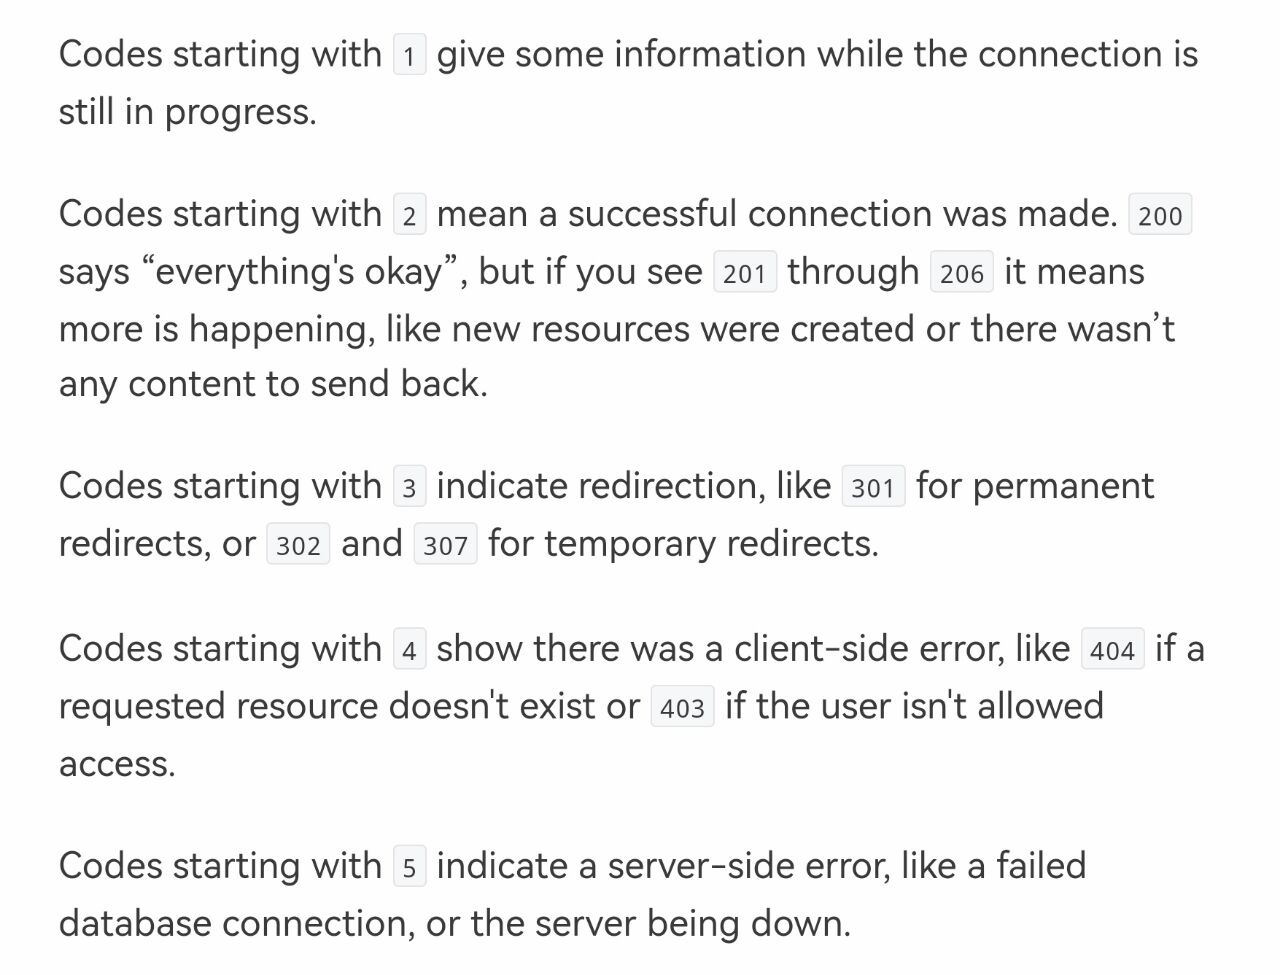 Codes starting with 1 give some information while the connection is
still in progress.
Codes starting with 2 mean a successful connection was made. 200
says “everything's okay”, but if you see 201 through 206 it means
more is happening, like new resources were created or there wasn’t
any content to send back.
Codes starting with 3 indicate redirection, like 301 for permanent
redirects, or 302 and 307 for temporary redirects.
Codes starting with 4 show there was a client-side error, like 404 if a
requested resource doesn't exist or 403 if the user isn't allowed
access.
Codes starting with 5 indicate a server-side error, like a failed
database connection, or the server being down.